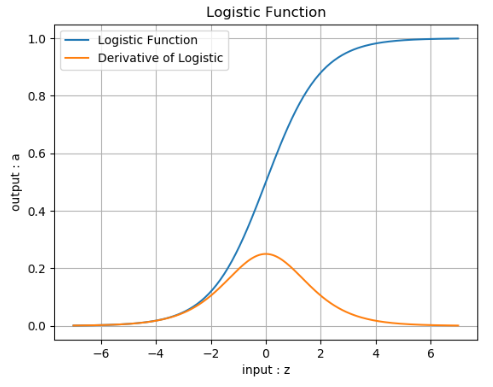 Logistic Function
Logistic Function
Derivative of Logistic
output : a
1.0
0.8
0.6
0.4
0.2
0.0
−6
−4
−2
0
2
4
6
input : z